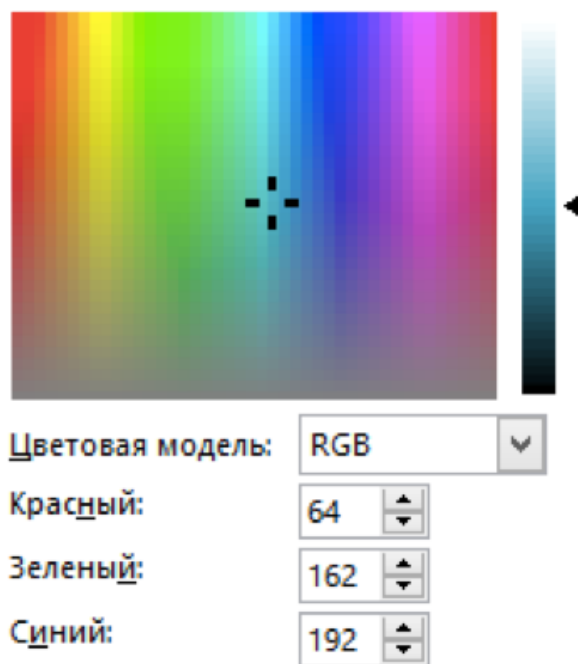 Цветовая модель: RGB
Красный: 64
Зеленый: 162
Синий: 192